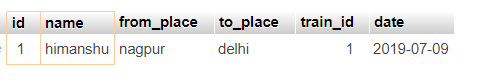 id name from_place to_place train_id date
1 himanshu nagpur delhi 1 2019-07-09